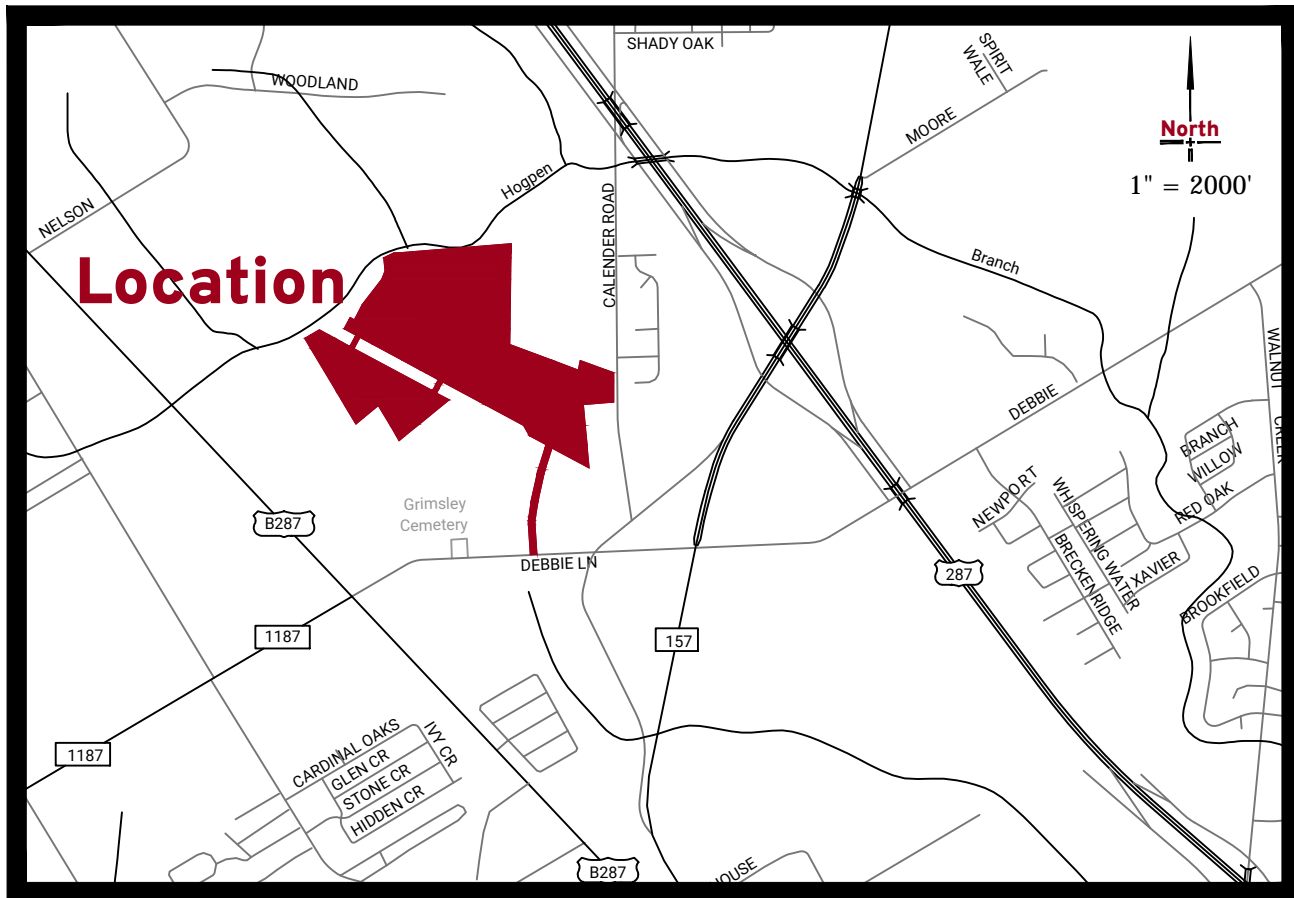 SHADY OAK
SPIRIT
WALE
WOODLAND
MOORE
North
1" = 2000'
Hogpen
NELSON
CALENDER ROAD
Location
Branch
WALNUT CREEK
DEBBIE
BRANCH
WILLOW
NEWPORT
WHISPERING WATER
RED OAK
Grimsley
Cemetery
B287
DEBBIE LN
287
BRECKENRIDGE
XAVIER
BROOKFIELD
1187
157
1187
CARDINAL OAKS
IVY CR
GLEN CR
STONE CR
HIDDEN CR
B287
HOUSE